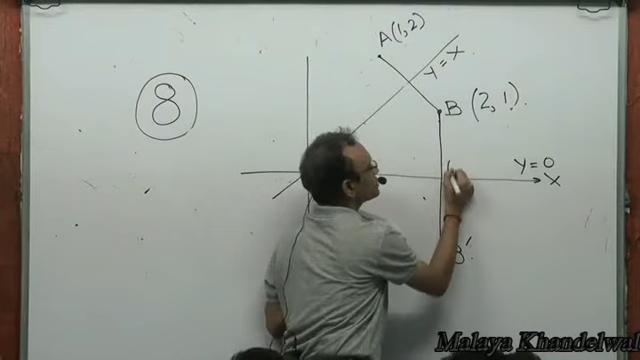 A(1,2)
Y=X
8
B (2,1).
Y=0
X
B'
Malaya Khandelwal